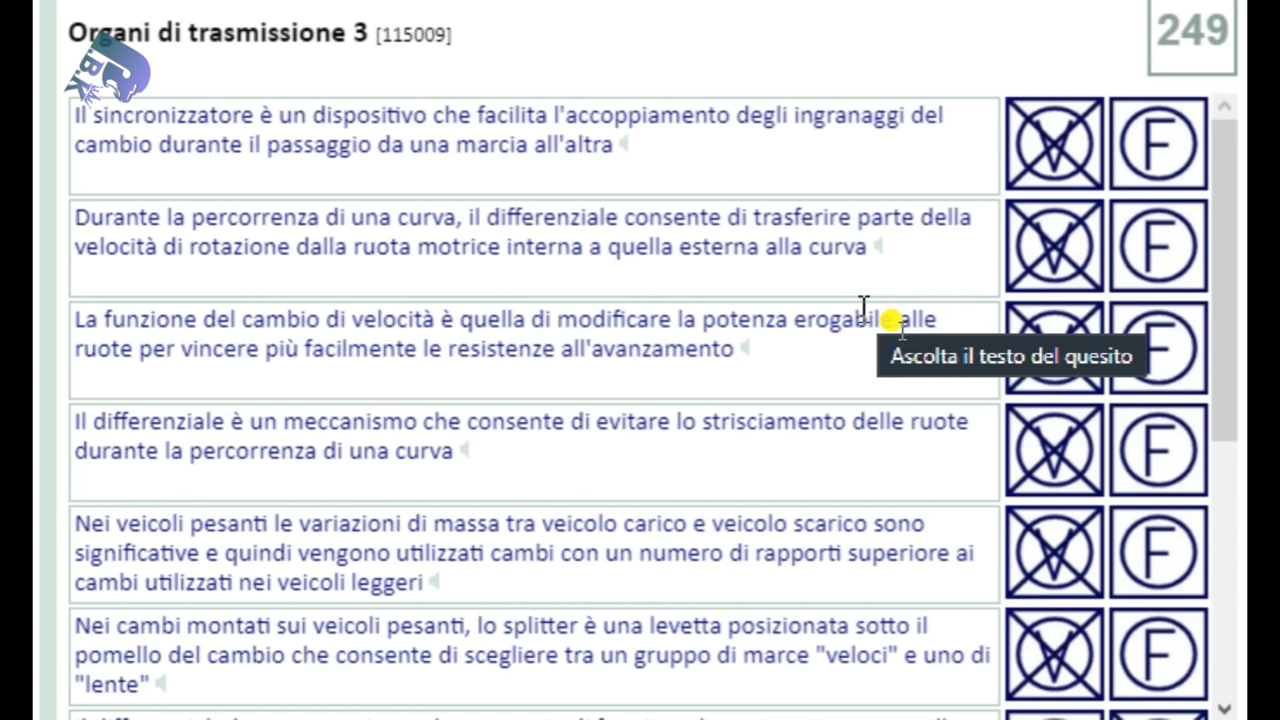 Organi di trasmissione 3 [115009]
249
J.B.K
Il sincronizzatore è un dispositivo che facilita l'accoppiamento degli ingranaggi del
cambio durante il passaggio da una marcia all'altra
V F
Durante la percorrenza di una curva, il differenziale consente di trasferire parte della
velocità di rotazione dalla ruota motrice interna a quella esterna alla curva
V F
La funzione del cambio di velocità è quella di modificare la potenza erogabile alle
ruote per vincere più facilmente le resistenze all'avanzamento
V F
Ascolta il testo del quesito
Il differenziale è un meccanismo che consente di evitare lo strisciamento delle ruote
durante la percorrenza di una curva
V F
Nei veicoli pesanti le variazioni di massa tra veicolo carico e veicolo scarico sono
significative e quindi vengono utilizzati cambi con un numero di rapporti superiore ai
cambi utilizzati nei veicoli leggeri
V F
Nei cambi montati sui veicoli pesanti, lo splitter è una levetta posizionata sotto il
pomello del cambio che consente di scegliere tra un gruppo di marce "veloci" e uno di
"lente"
V F